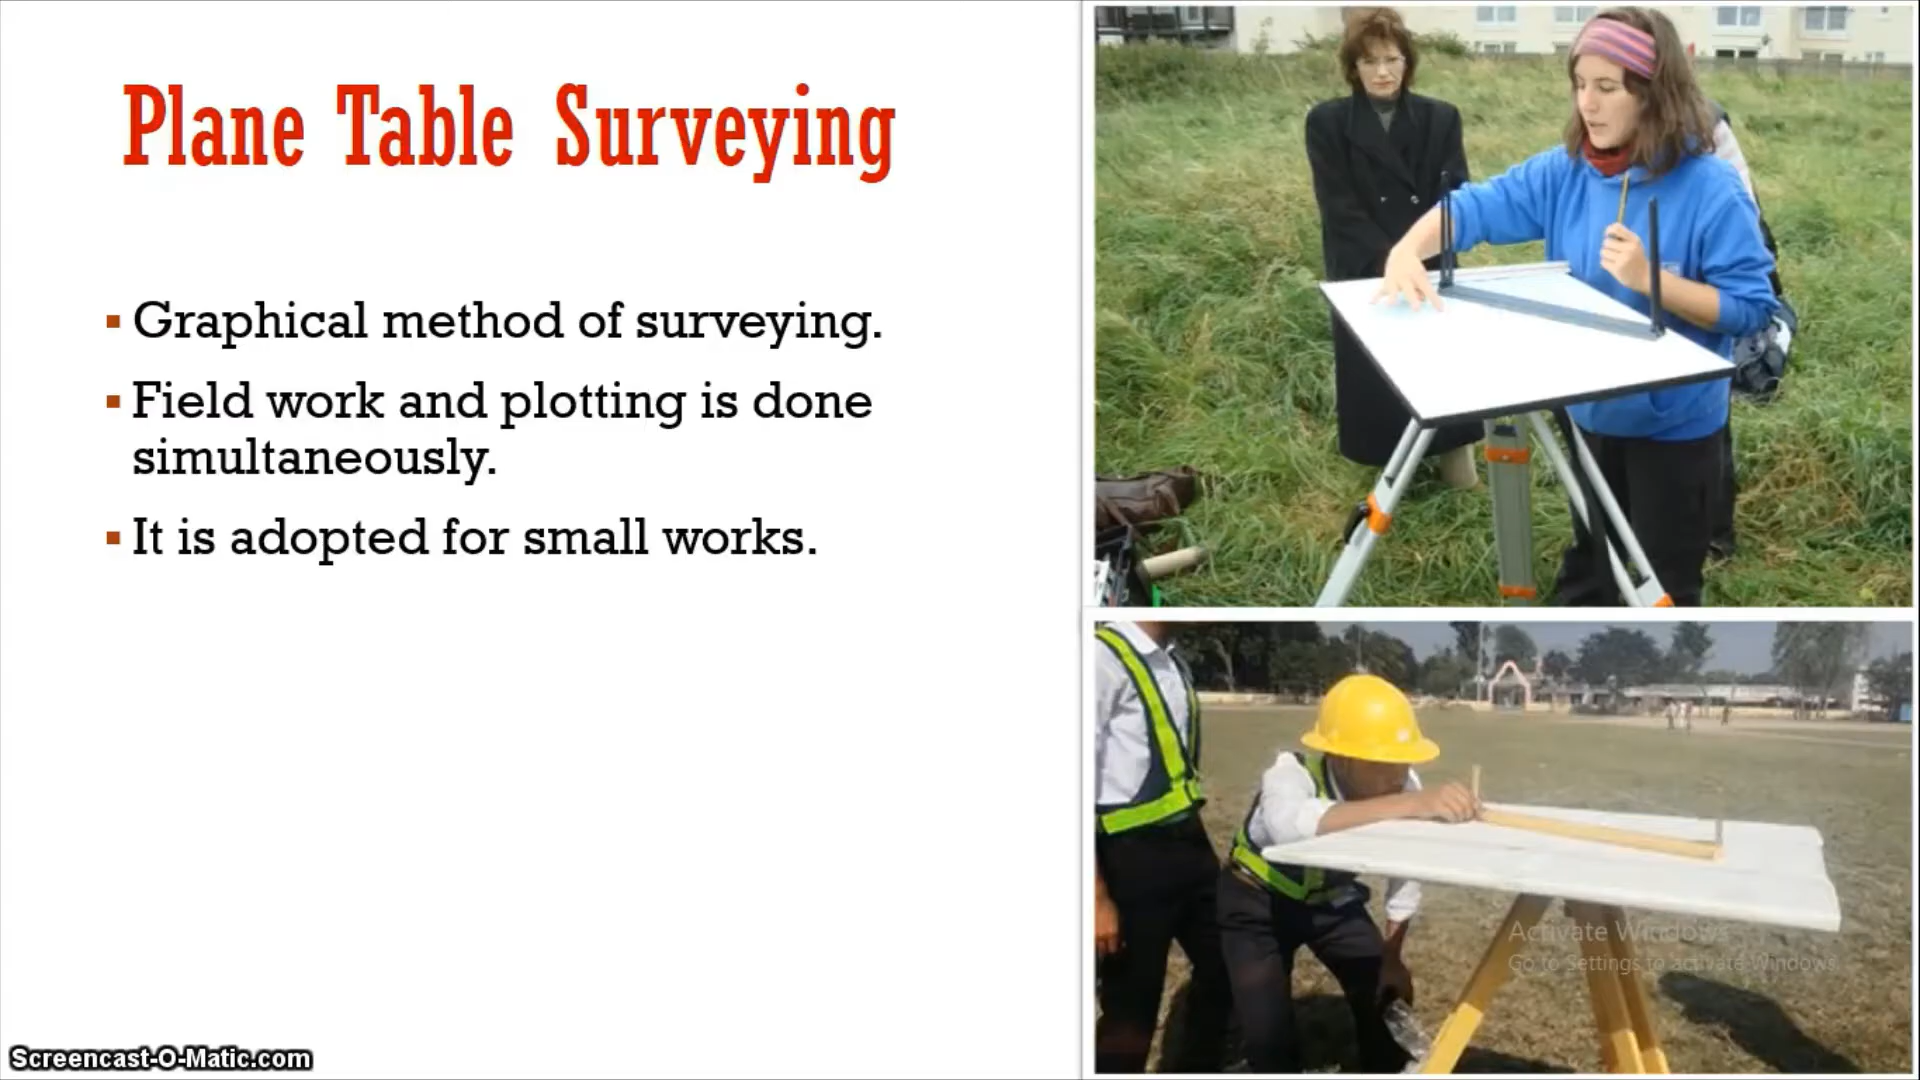 Plane Table Surveying
Graphical method of surveying.
Field work and plotting is done
simultaneously.
It is adopted for small works.
Activate Windows
Go to Settings to activate Windows.
Screencast-O-Matic.com